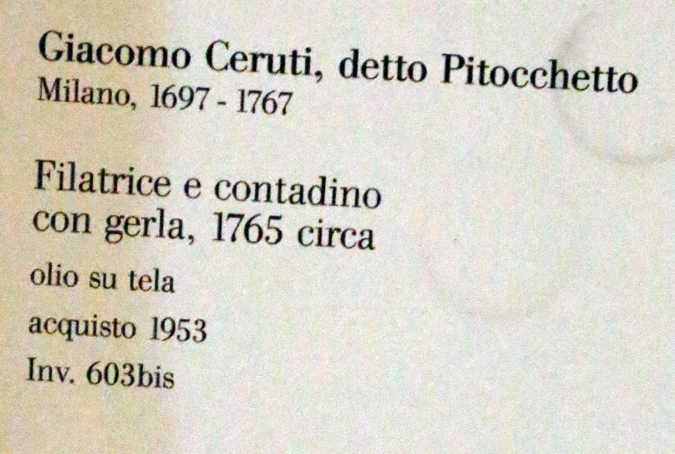 Giacomo Ceruti, detto Pitocchetto
Milano, 1697 - 1767
Filatrice e contadino
con gerla, 1765 circa
olio su tela
acquisto 1953
Inv. 603bis